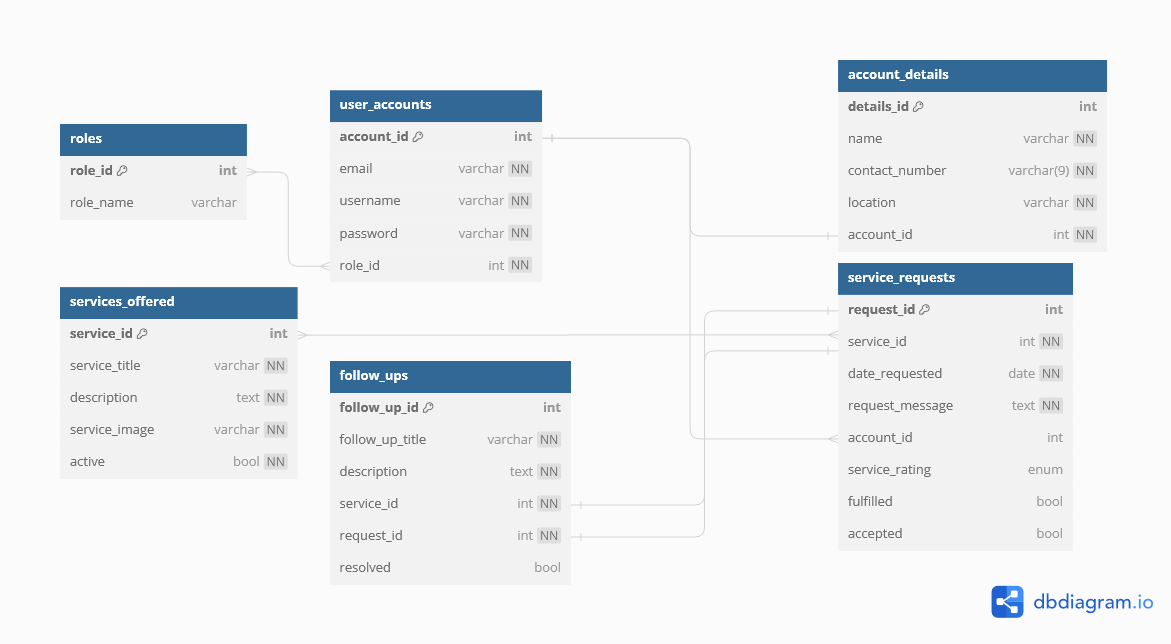 roles
role_id int
role_name varchar
user_accounts
account_id int
email varchar NN
username varchar NN
password varchar NN
role_id int NN
account_details
details_id int
name varchar NN
contact_number varchar(9) NN
location varchar NN
account_id int NN
services_offered
service_id int
service_title varchar NN
description text NN
service_image varchar NN
active bool NN
follow_ups
follow_up_id int
follow_up_title varchar NN
description text NN
service_id int NN
request_id int NN
resolved bool
service_requests
request_id int
service_id int NN
date_requested date NN
request_message text NN
account_id int
service_rating enum
fulfilled bool
accepted bool
dbdiagram.io